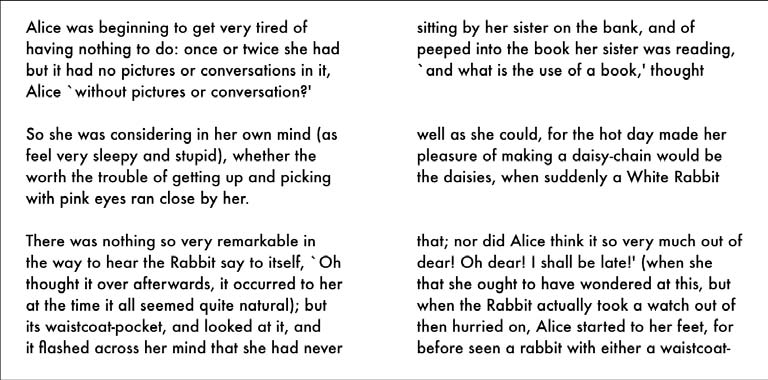 Alice was beginning to get very tired of sitting by her sister on the bank, and of
having nothing to do: once or twice she had peeped into the book her sister was reading,
but it had no pictures or conversations in it, `and what is the use of a book,' thought
Alice `without pictures or conversation?'

So she was considering in her own mind (as well as she could, for the hot day made her
feel very sleepy and stupid), whether the pleasure of making a daisy-chain would be
worth the trouble of getting up and picking the daisies, when suddenly a White Rabbit
with pink eyes ran close by her.

There was nothing so very remarkable in that; nor did Alice think it so very much out of
the way to hear the Rabbit say to itself, `Oh dear! Oh dear! I shall be late!' (when she
thought it over afterwards, it occurred to her that she ought to have wondered at this, but
at the time it all seemed quite natural); but when the Rabbit actually took a watch out of
its waistcoat-pocket, and looked at it, and then hurried on, Alice started to her feet, for
it flashed across her mind that she had never before seen a rabbit with either a waistcoat-